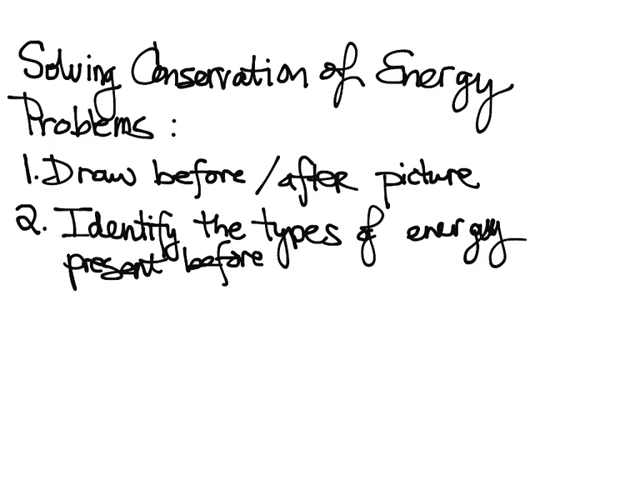 Solving Conservation of Energy
Problems:
1. Draw before/after picture
2. Identify the types of energy
present before